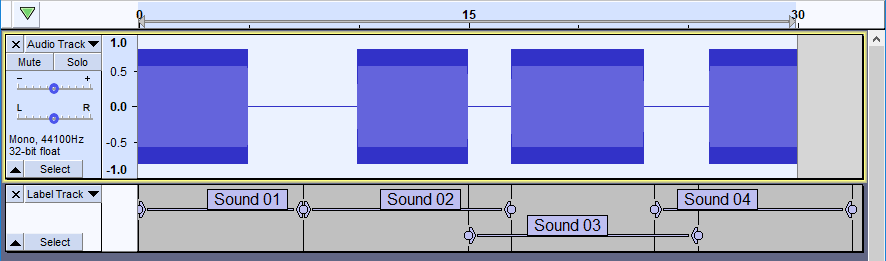 0 15 30
Audio Track
Mute Solo
- +
L R
Mono, 44100Hz
32-bit float
Select
1.0
0.5
0.0
-0.5
-1.0
Label Track
Select
Sound 01 Sound 02 Sound 04
Sound 03